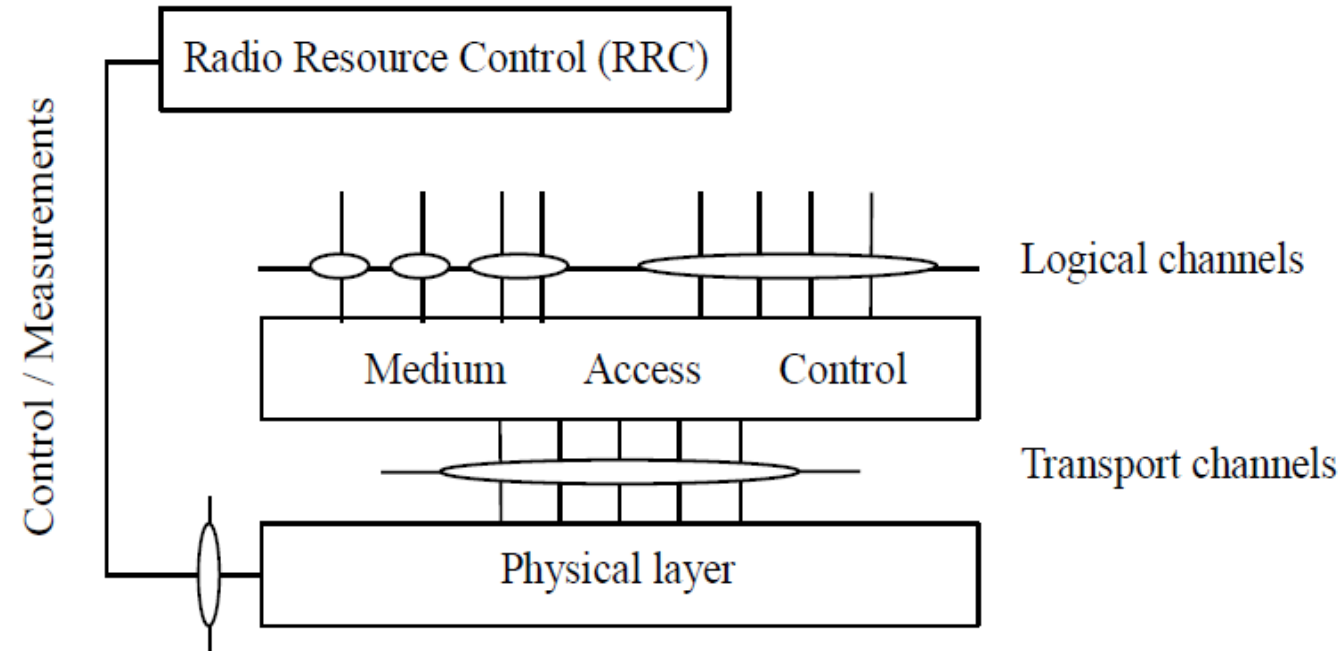 Radio Resource Control (RRC)
Control / Measurements
Logical channels
Medium Access Control
Transport channels
Physical layer